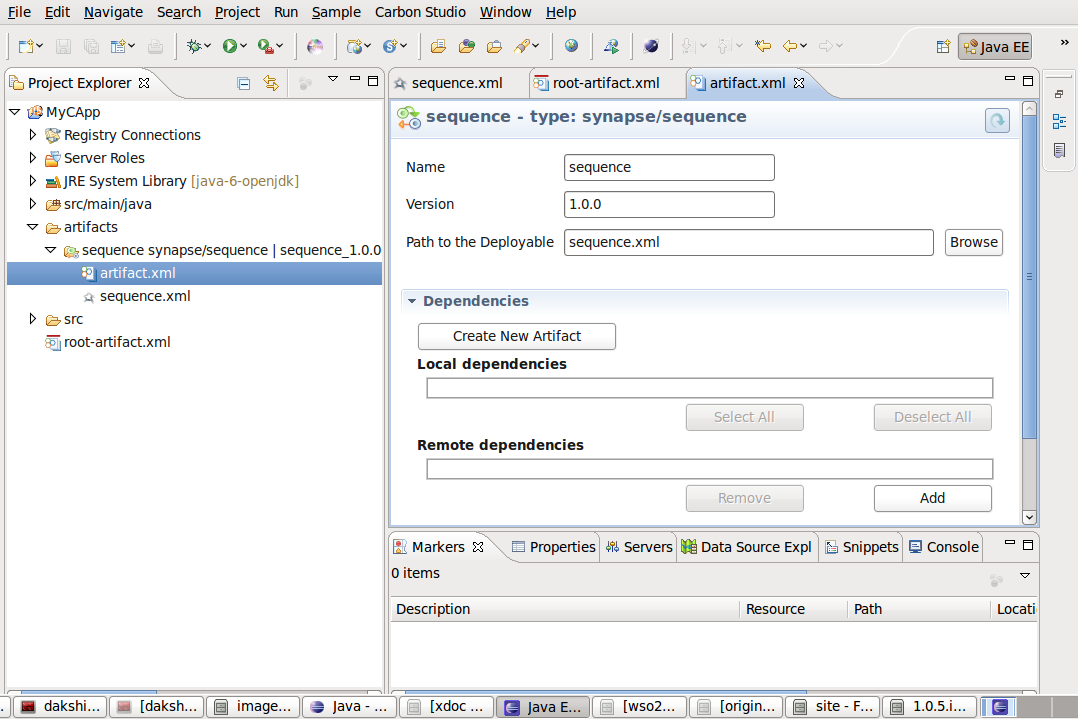 File Edit Navigate Search Project Run Sample Carbon Studio Window Help
Java EE »
Project Explorer
sequence.xml root-artifact.xml artifact.xml
MyCApp
Registry Connections
Server Roles
JRE System Library [java-6-openjdk]
src/main/java
artifacts
sequence synapse/sequence | sequence_1.0.0
artifact.xml
sequence.xml
src
root-artifact.xml
sequence - type: synapse/sequence
Name sequence
Version 1.0.0
Path to the Deployable sequence.xml Browse
Dependencies
Create New Artifact
Local dependencies
Select All Deselect All
Remote dependencies
Remove Add
Markers Properties Servers Data Source Expl Snippets Console
0 items
Description Resource Path Locati
dakshi... [daksh... image... Java - ... [xdoc ... Java E... [wso2... [origin... site - F... 1.0.5.i...